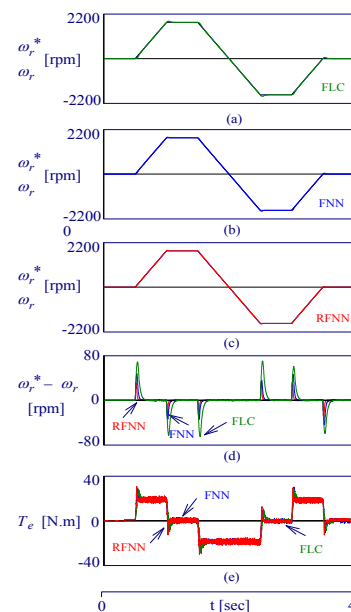 2200
ω_r* [rpm]
ω_r
FLC
-2200
(a)
2200
ω_r* [rpm]
ω_r
FNN
-2200
(b)
0
ω_r* [rpm]
ω_r
RFNN
-2200
(c)
80
ω_r* – ω_r
0
[rpm]
RFNN
FNN
FLC
-80
(d)
40
FNN
T_e [N.m]
0
RFNN
FLC
-40
(e)
0
t [sec]
4